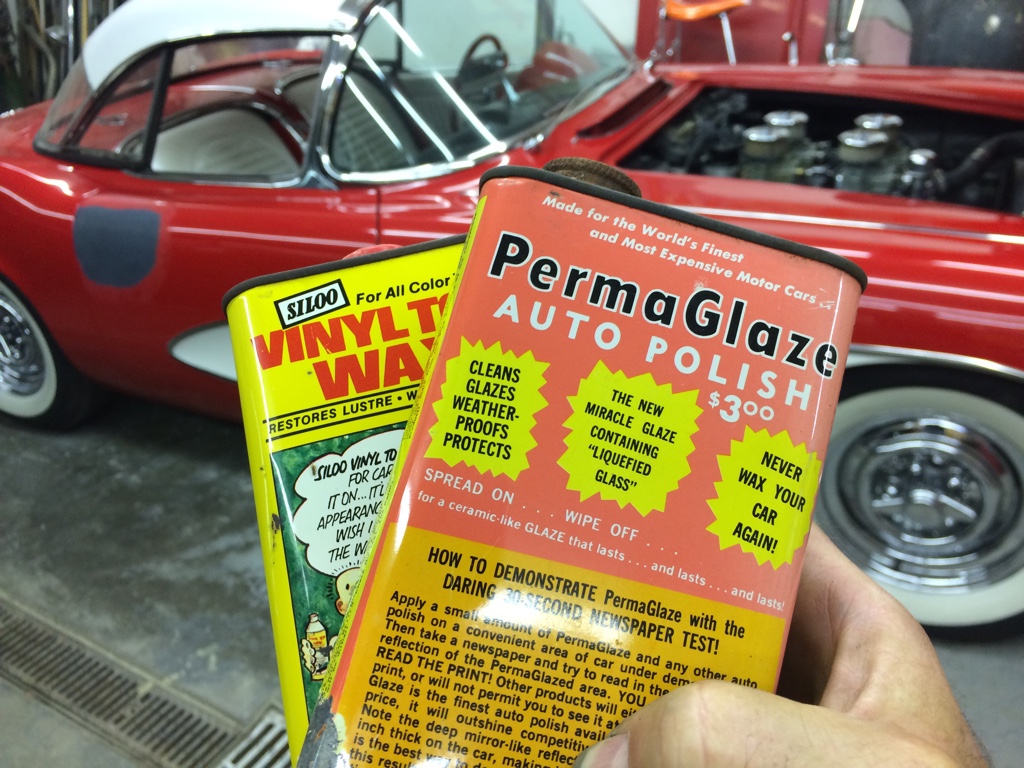 SILOO
For All Color
VINYL TO
WA
RESTORES LUSTRE • W
"SILOO VINYL TO
FOR CA
IT ON... IT'
APPEARANC
WISH I
THE W
Made for the World's Finest
and Most Expensive Motor Cars
PermaGlaze
AUTO POLISH
$3.00
CLEANS
GLAZES
WEATHER-
PROOFS
PROTECTS
THE NEW
MIRACLE GLAZE
CONTAINING
"LIQUEFIED
GLASS"
NEVER
WAX YOUR
CAR
AGAIN!
SPREAD ON . . . WIPE OFF . . . .
for a ceramic-like GLAZE that lasts . . . and lasts . . . and lasts!
HOW TO DEMONSTRATE PermaGlaze with the
DARING 30-SECOND NEWSPAPER TEST!
Apply a small amount of PermaGlaze and any other auto
polish on a convenient area of car under dem
Then take a newspaper and try to read in the
reflection of the PermaGlazed area. YOU
READ THE PRINT! Other products will ei
print, or will not permit you to see it at
Glaze is the finest auto polish avail
price, it will outshine competitiv
Note the deep mirror-like reflec
inch thick on the car, making
is the best way to de
this resu